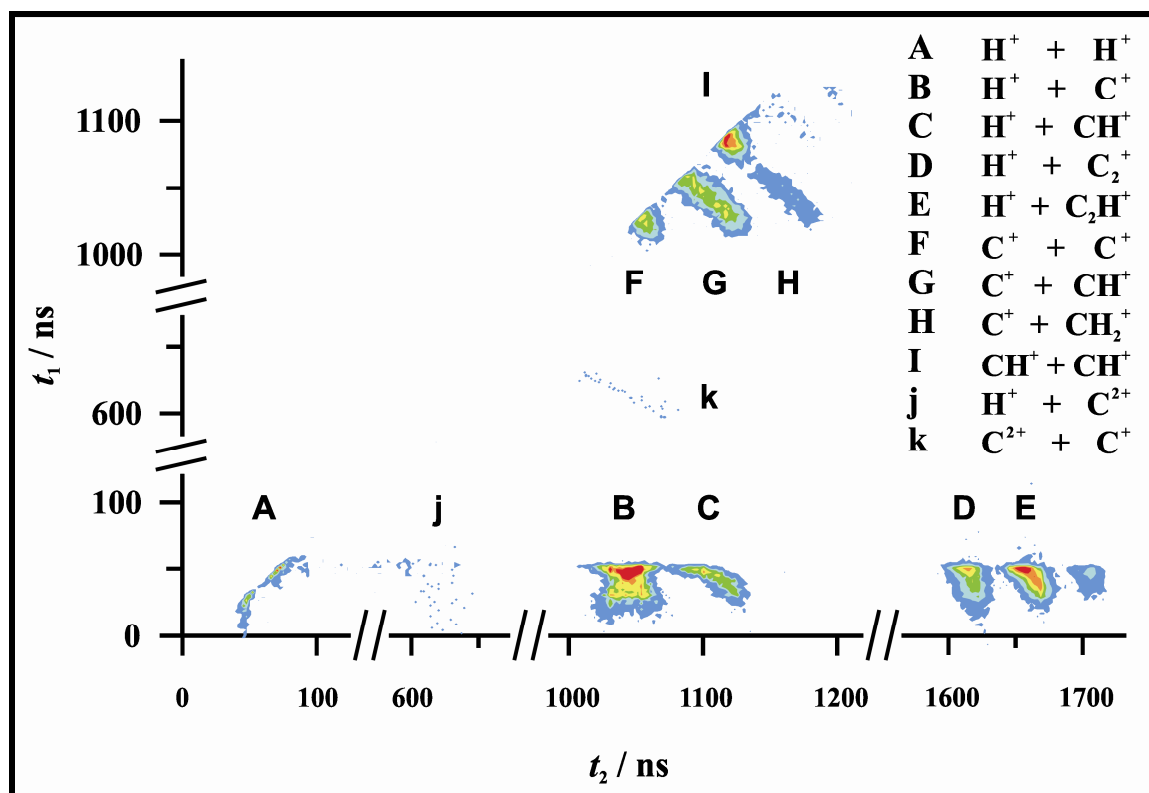 A H⁺ + H⁺
B H⁺ + C⁺
C H⁺ + CH⁺
D H⁺ + C₂⁺
E H⁺ + C₂H⁺
F C⁺ + C⁺
G C⁺ + CH⁺
H C⁺ + CH₂⁺
I CH⁺ + CH⁺
j H⁺ + C²⁺
k C²⁺ + C⁺
I
1100
1000
F G H
t₁ / ns
k
600
A j B C D E
100
0
0 100 600 1000 1100 1200 1600 1700
t₂ / ns